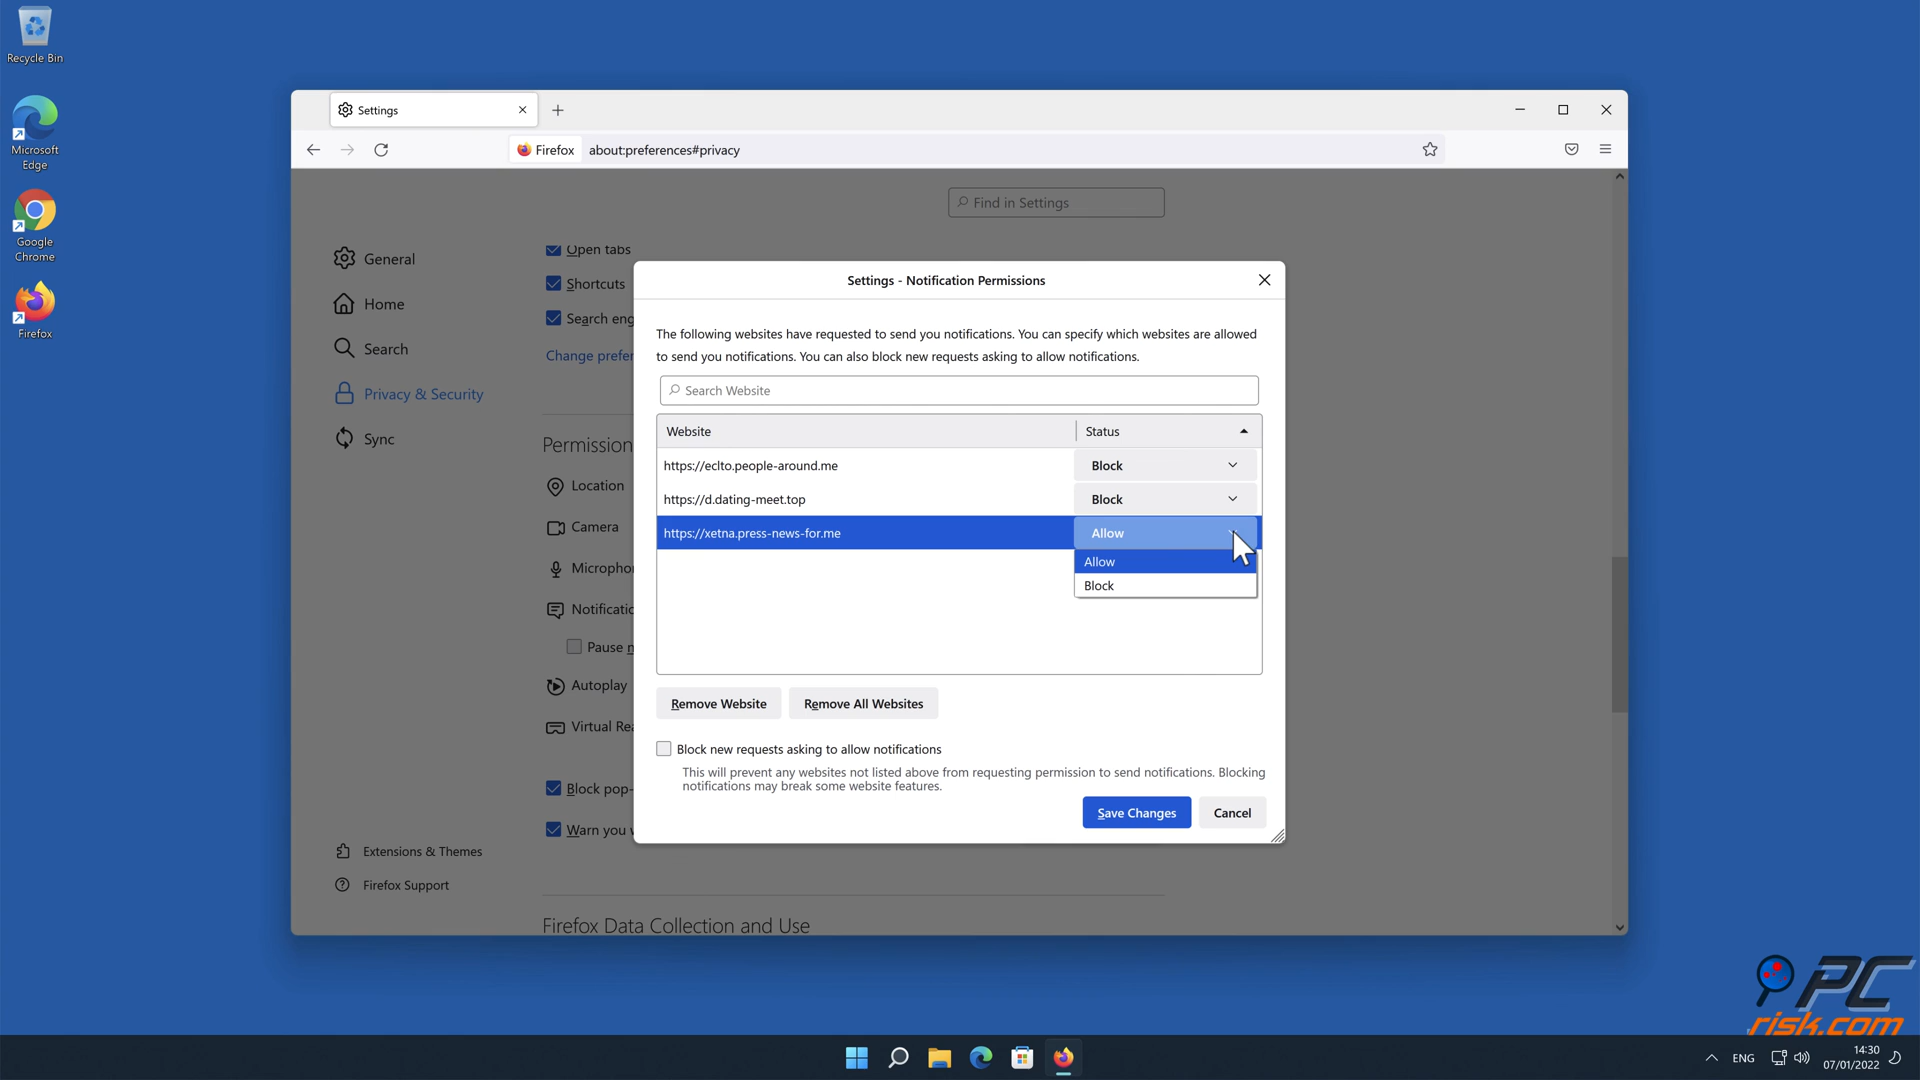 Recycle Bin
Microsoft
Edge
Google
Chrome
Firefox
Settings
Firefox
about:preferences#privacy
Find in Settings
General
Home
Search
Privacy & Security
Sync
Extensions & Themes
Firefox Support
Open tabs
Shortcuts
Search eng
Change prefer
Permission
Location
Camera
Microphon
Notificatio
Pause n
Autoplay
Virtual Rea
Block pop-
Warn you w
Firefox Data Collection and Use
Settings - Notification Permissions
The following websites have requested to send you notifications. You can specify which websites are allowed
to send you notifications. You can also block new requests asking to allow notifications.
Search Website
Website Status
https://eclto.people-around.me Block
https://d.dating-meet.top Block
https://xetna.press-news-for.me Allow
Allow
Block
Remove Website Remove All Websites
Block new requests asking to allow notifications
This will prevent any websites not listed above from requesting permission to send notifications. Blocking
notifications may break some website features.
Save Changes Cancel
PC
risk.com
ENG
14:30
07/01/2022